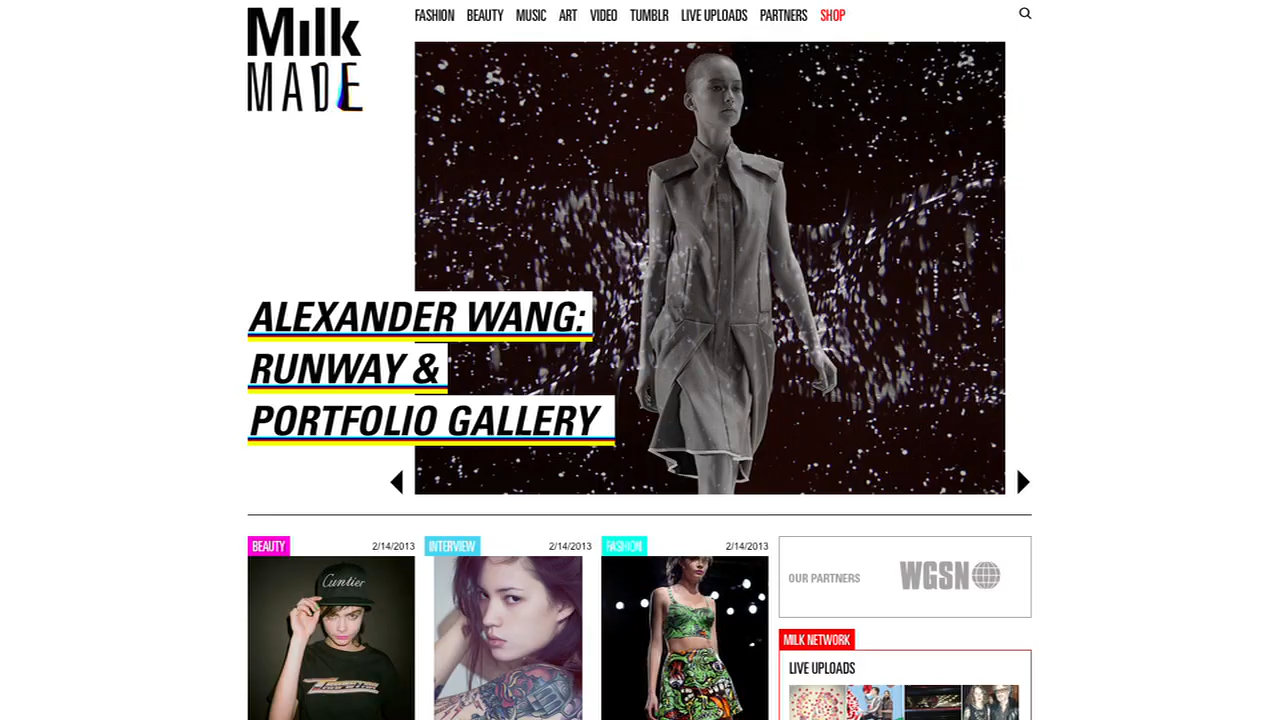 Milk
MADE
FASHION BEAUTY MUSIC ART VIDEO TUMBLR LIVE UPLOADS PARTNERS SHOP
ALEXANDER WANG:
RUNWAY &
PORTFOLIO GALLERY
BEAUTY 2/14/2013
INTERVIEW 2/14/2013
FASHION 2/14/2013
Cuntier
OUR PARTNERS
WGSN
MILK NETWORK
LIVE UPLOADS